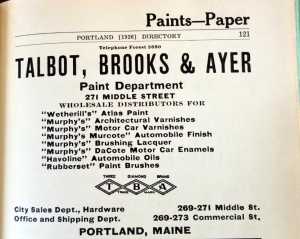 Paints—Paper
PORTLAND [1926] DIRECTORY 121
Telephone Forest 5680
TALBOT, BROOKS & AYER
Paint Department
271 MIDDLE STREET
WHOLESALE DISTRIBUTORS FOR
"Wetherill's" Atlas Paint
"Murphy's" Architectural Varnishes
"Murphy's" Motor Car Varnishes
"Murphy's Murcote" Automobile Finish
"Murphy's" Brushing Lacquer
"Murphy's" DaCote Motor Car Enamels
"Havoline" Automobile Oils
"Rubberset" Paint Brushes
THREE DIAMOND BRAND
T B A
City Sales Dept., Hardware 269-271 Middle St.
Office and Shipping Dept. 269-273 Commercial St.
PORTLAND, MAINE